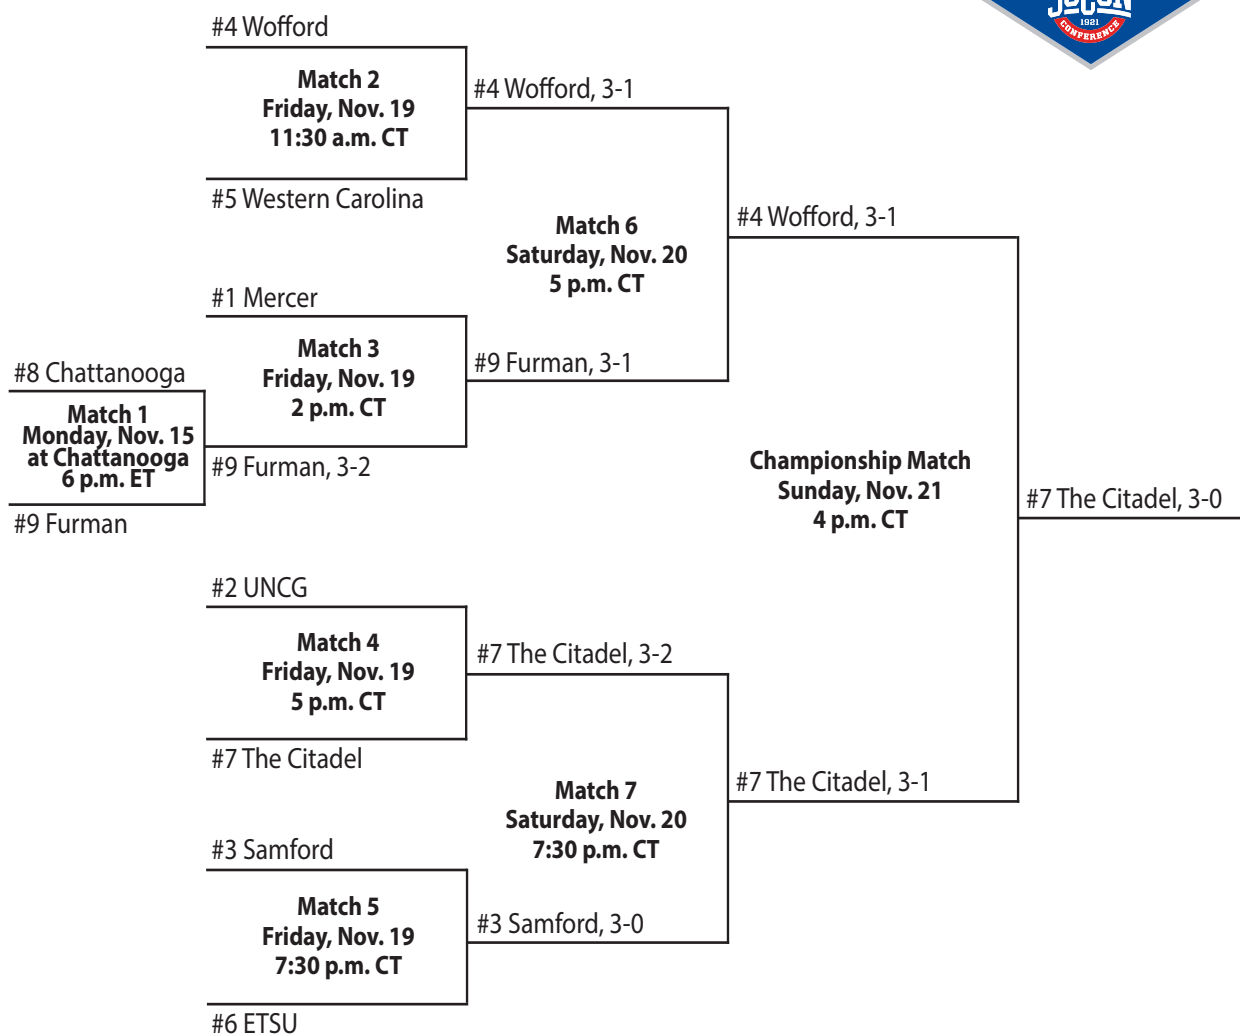 SOCON
1921
CONFERENCE
#4 Wofford
Match 2
Friday, Nov. 19
11:30 a.m. CT
#5 Western Carolina
#4 Wofford, 3-1
Match 6
Saturday, Nov. 20
5 p.m. CT
#4 Wofford, 3-1
#1 Mercer
Match 3
Friday, Nov. 19
2 p.m. CT
#9 Furman, 3-1
#8 Chattanooga
Match 1
Monday, Nov. 15
at Chattanooga
6 p.m. ET
#9 Furman
#9 Furman, 3-2
Championship Match
Sunday, Nov. 21
4 p.m. CT
#7 The Citadel, 3-0
#2 UNCG
Match 4
Friday, Nov. 19
5 p.m. CT
#7 The Citadel
#7 The Citadel, 3-2
Match 7
Saturday, Nov. 20
7:30 p.m. CT
#7 The Citadel, 3-1
#3 Samford
Match 5
Friday, Nov. 19
7:30 p.m. CT
#3 Samford, 3-0
#6 ETSU